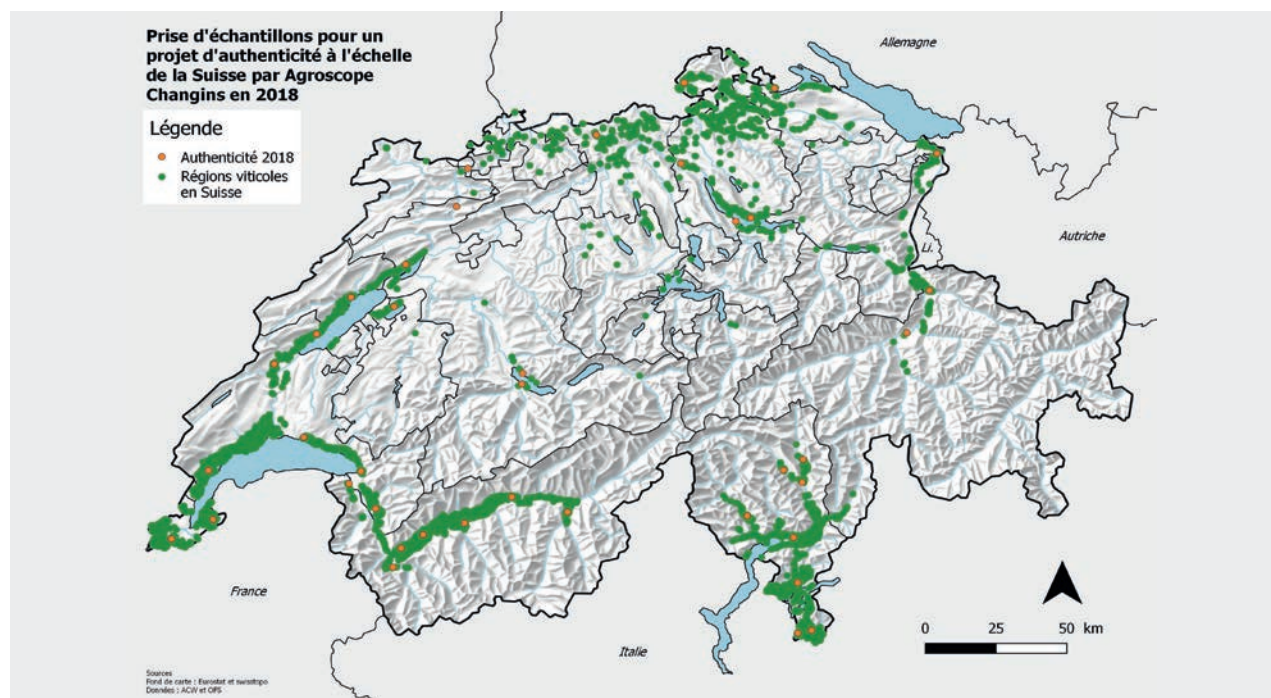 Prise d'échantillons pour un
projet d'authenticité à l'échelle
de la Suisse par Agroscope
Changins en 2018
Légende
Authenticité 2018
Régions viticoles
en Suisse
Allemagne
Autriche
Li.
France
Italie
0 25 50 km
Sources
Fond de carte : Eurostat et swisstopo
Données : ACW et OFS